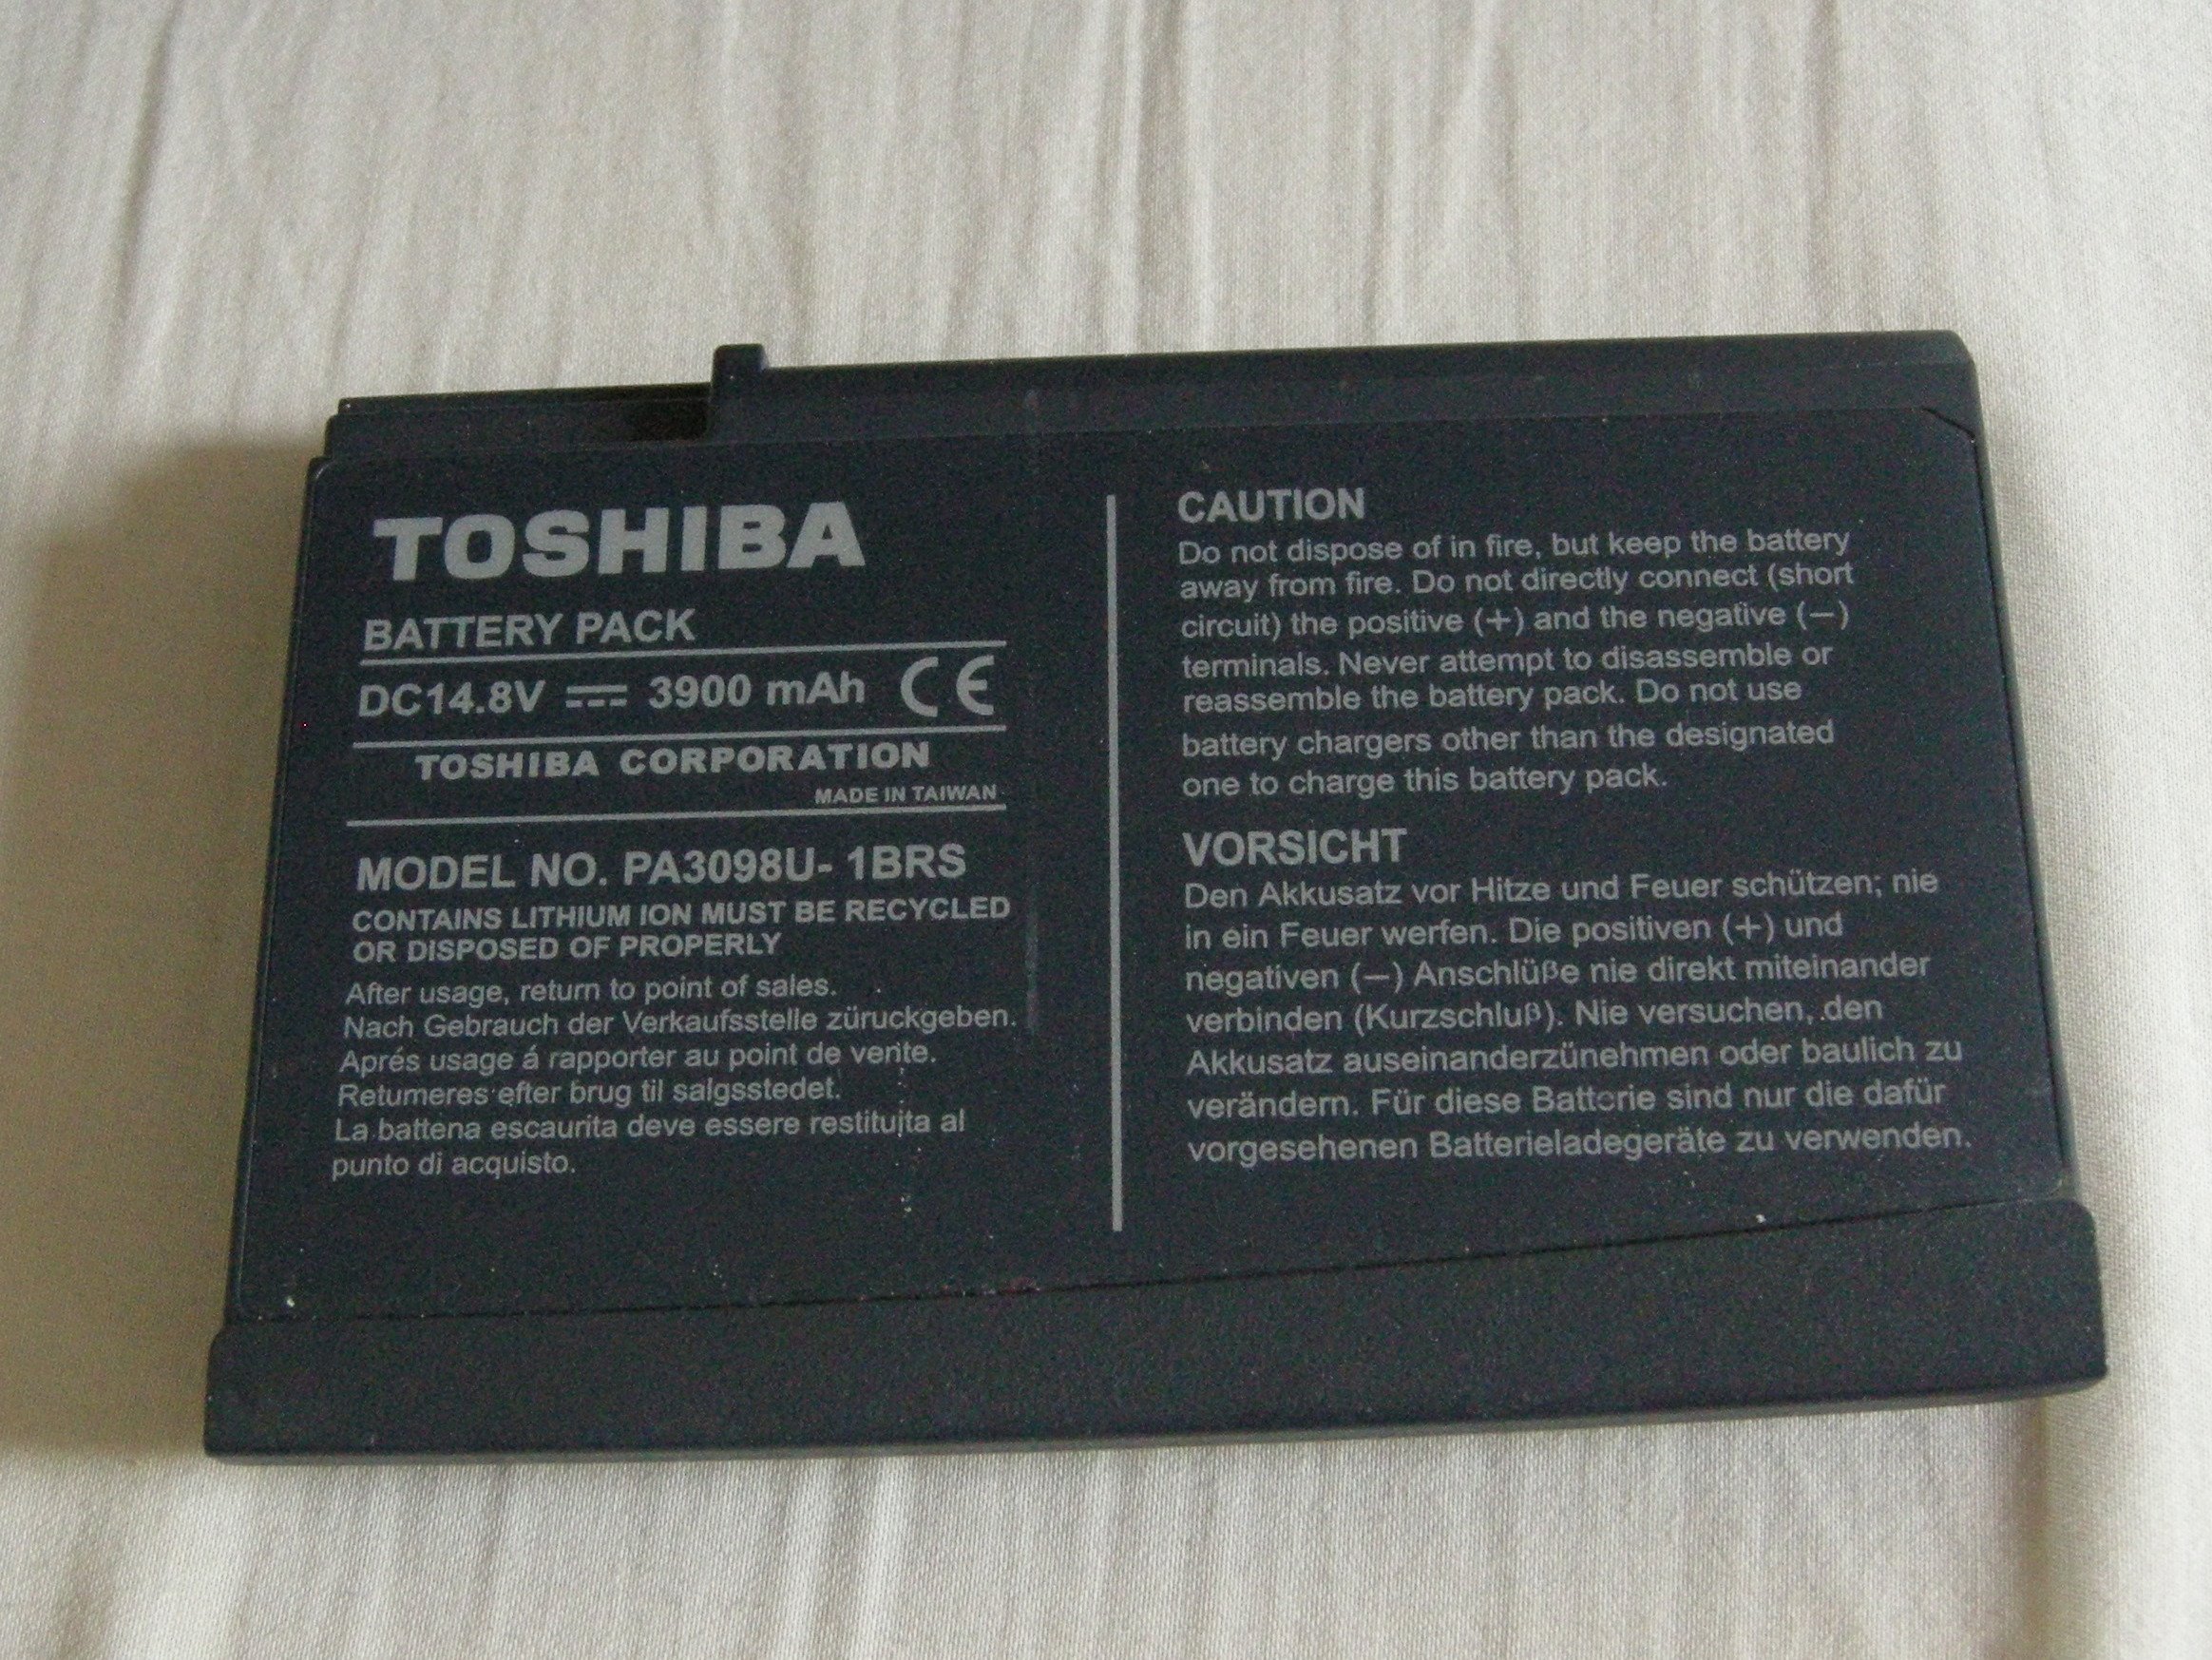 TOSHIBA
BATTERY PACK
DC14.8V ⎓ 3900 mAh CE
TOSHIBA CORPORATION
MADE IN TAIWAN
MODEL NO. PA3098U- 1BRS
CONTAINS LITHIUM ION MUST BE RECYCLED
OR DISPOSED OF PROPERLY
After usage, return to point of sales.
Nach Gebrauch der Verkaufsstelle züruckgeben.
Aprés usage á rapporter au point de vente.
Retumeres efter brug til salgsstedet.
La battena escaurita deve essere restituita al
punto di acquisto.
CAUTION
Do not dispose of in fire, but keep the battery
away from fire. Do not directly connect (short
circuit) the positive (+) and the negative (—)
terminals. Never attempt to disassemble or
reassemble the battery pack. Do not use
battery chargers other than the designated
one to charge this battery pack.
VORSICHT
Den Akkusatz vor Hitze und Feuer schützen; nie
in ein Feuer werfen. Die positiven (+) und
negativen (—) Anschlüße nie direkt miteinander
verbinden (Kurzschluß). Nie versuchen, den
Akkusatz auseinanderzünehmen oder baulich zu
verändern. Für diese Batterie sind nur die dafür
vorgesehenen Batterieladegeräte zu verwenden.